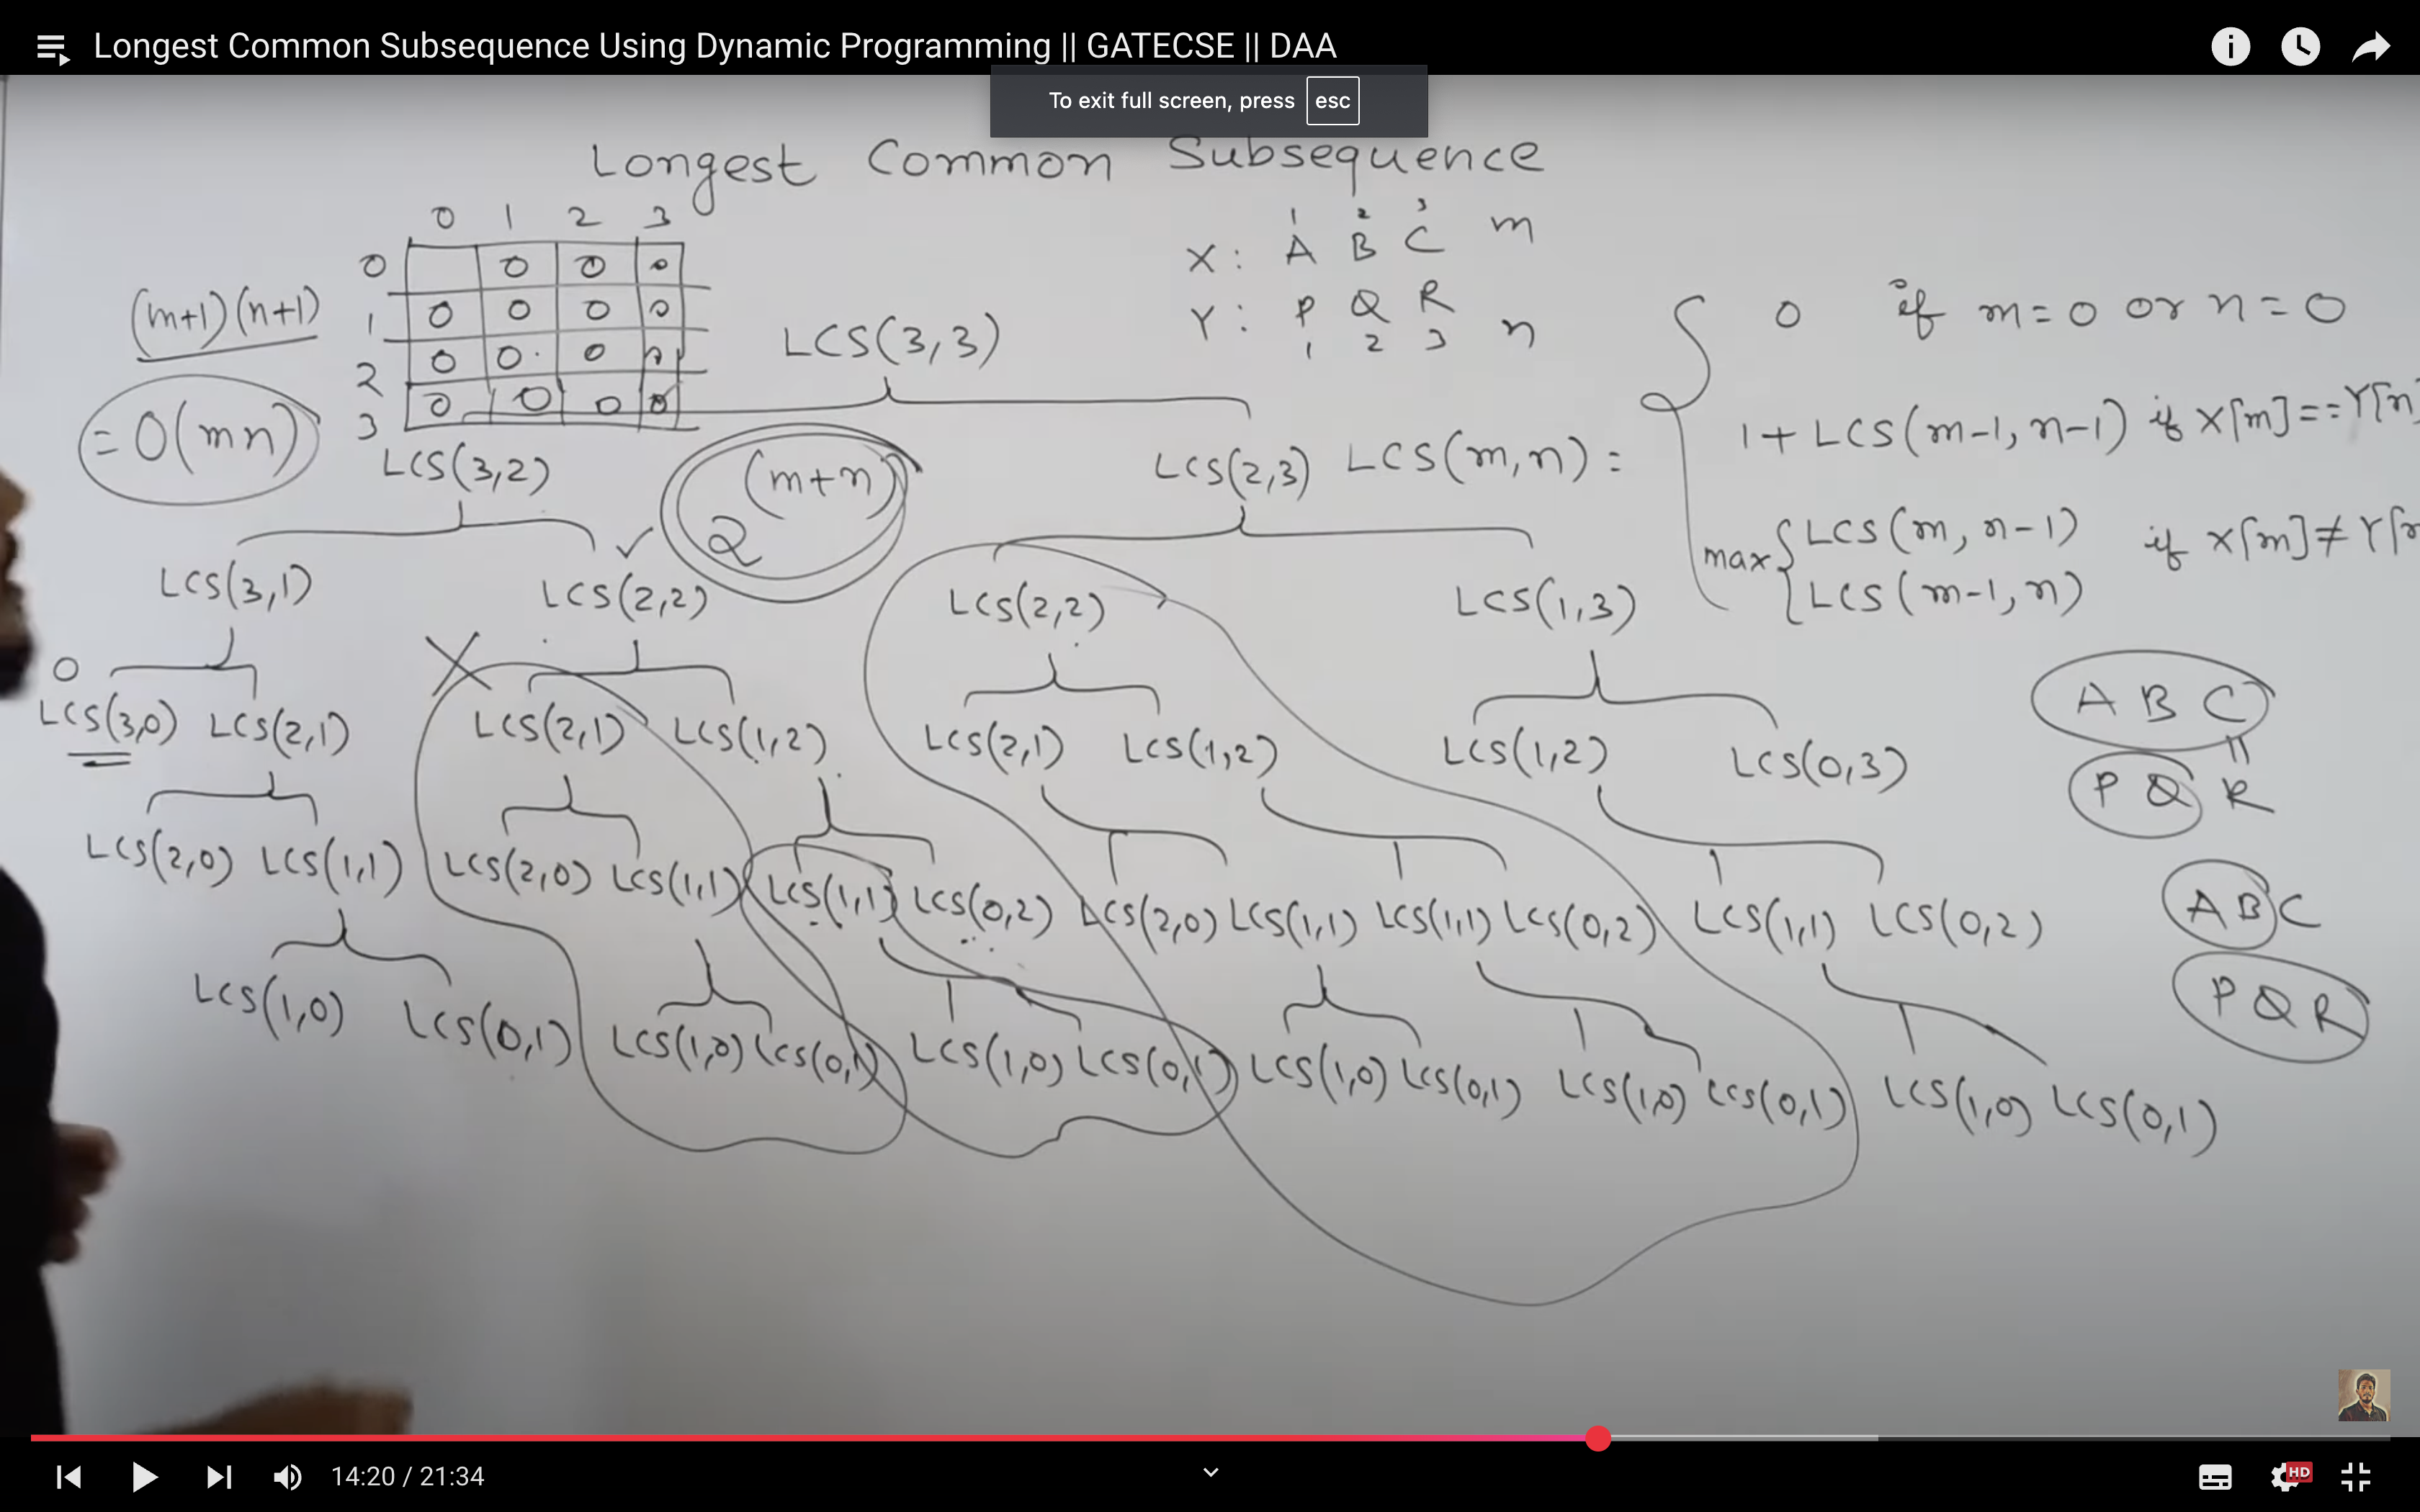 Longest Common Subsequence Using Dynamic Programming || GATECSE || DAA
To exit full screen, press esc
Longest Common Subsequence
0 1 2 3
0 0 0 0
1 0 0 0 0
2 0 0 0
3 0 0 0 0
(m+1)(n+1)
= O(mn)
1 2 3
X: A B C m
Y: P Q R n
1 2 3
LCS(m,n) =
0 if m=0 or n=0
1+LCS(m-1,n-1) if X[m]==Y[n]
max LCS(m,n-1) if X[m]≠Y[
LCS(m-1,n)
2^(m+n)
LCS(3,3)
LCS(3,2) LCS(2,3)
LCS(3,1) ✓ LCS(2,2) LCS(2,2) LCS(1,3)
0
LCS(3,0) LCS(2,1) X LCS(2,1) LCS(1,2) LCS(2,1) LCS(1,2) LCS(1,2) LCS(0,3)
LCS(2,0) LCS(1,1) LCS(2,0) LCS(1,1) LCS(1,1) LCS(0,2) LCS(2,0) LCS(1,1) LCS(1,1) LCS(0,2) LCS(1,1) LCS(0,2)
LCS(1,0) LCS(0,1) LCS(1,0) LCS(0,1) LCS(1,0) LCS(0,1) LCS(1,0) LCS(0,1) LCS(1,0) LCS(0,1) LCS(1,0) LCS(0,1)
A B C
P Q R
A B C
P Q R
14:20 / 21:34
HD